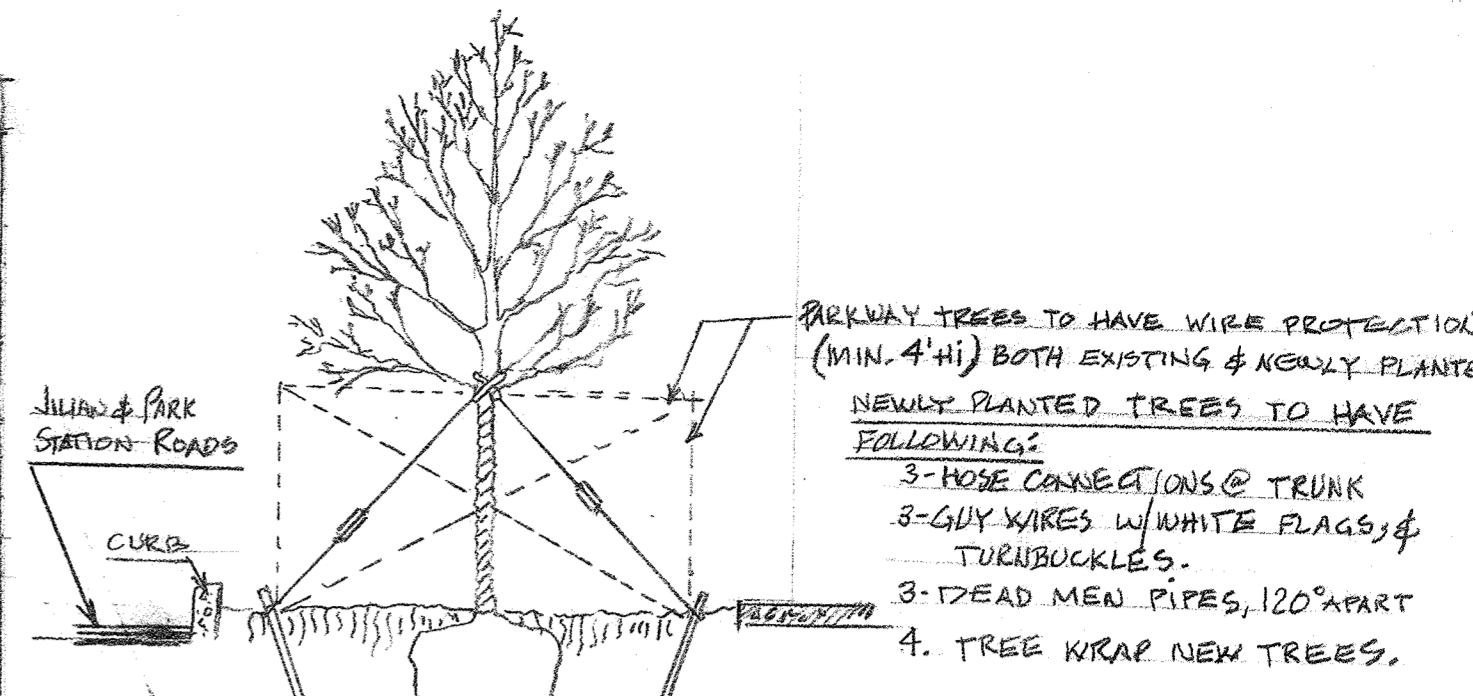 PARKWAY TREES TO HAVE WIRE PROTECTION
(MIN. 4'Hi) BOTH EXISTING & NEWLY PLANTE
NEWLY PLANTED TREES TO HAVE
FOLLOWING:
3-HOSE CONNECTIONS @ TRUNK
3-GUY WIRES W/WHITE FLAGS, &
TURNBUCKLES.
3-DEAD MEN PIPES, 120° APART
4. TREE WRAP NEW TREES.
JILIAN & PARK
STATION ROADS
CURB